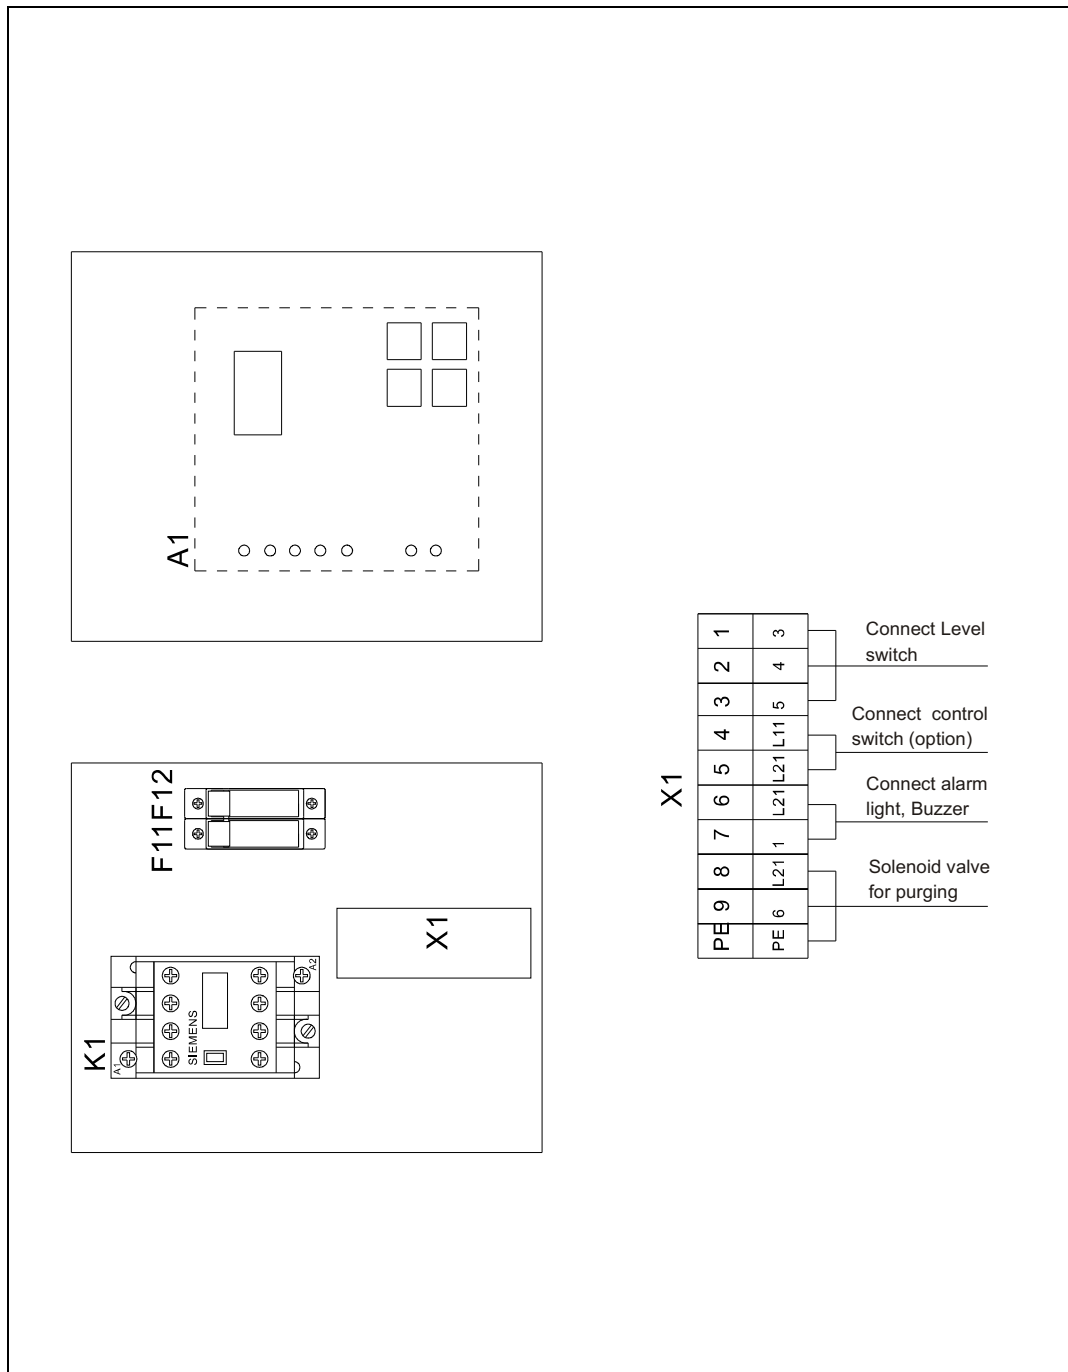 A1
F11F12
X1
K1
A1
A2
SIEMENS
X1
1 3
2 4
3 5
4 L11
5 L21
6 L21
7 1
8 L21
9 6
PE PE
Connect Level
switch
Connect control
switch (option)
Connect alarm
light, Buzzer
Solenoid valve
for purging